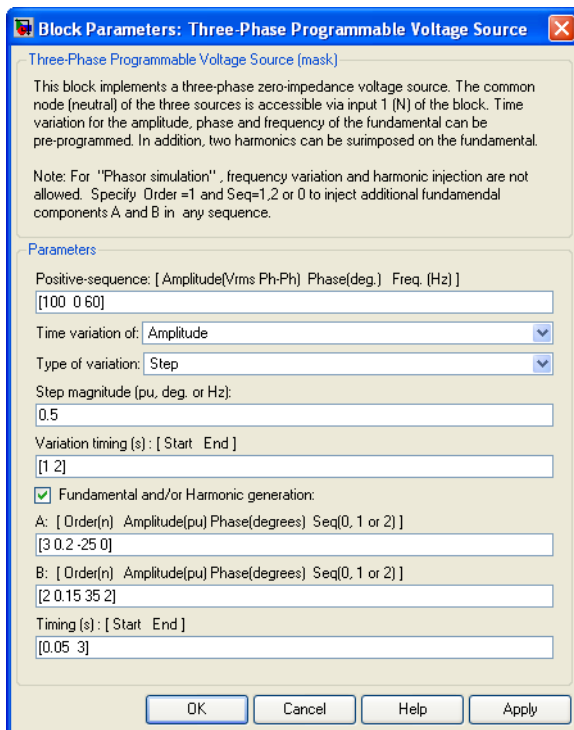 Block Parameters: Three-Phase Programmable Voltage Source
Three-Phase Programmable Voltage Source (mask)
This block implements a three-phase zero-impedance voltage source. The common
node (neutral) of the three sources is accessible via input 1 (N) of the block. Time
variation for the amplitude, phase and frequency of the fundamental can be
pre-programmed. In addition, two harmonics can be surimposed on the fundamental.
Note: For "Phasor simulation" , frequency variation and harmonic injection are not
allowed. Specify Order =1 and Seq=1,2 or 0 to inject additional fundamendal
components A and B in any sequence.
Parameters
Positive-sequence: [ Amplitude(Vrms Ph-Ph) Phase(deg.) Freq. (Hz) ]
[100 0 60]
Time variation of: Amplitude
Type of variation: Step
Step magnitude (pu, deg. or Hz):
0.5
Variation timing (s) : [ Start End ]
[1 2]
Fundamental and/or Harmonic generation:
A: [ Order(n) Amplitude(pu) Phase(degrees) Seq(0, 1 or 2) ]
[3 0.2 -25 0]
B: [ Order(n) Amplitude(pu) Phase(degrees) Seq(0, 1 or 2) ]
[2 0.15 35 2]
Timing (s) : [ Start End ]
[0.05 3]
OK Cancel Help Apply